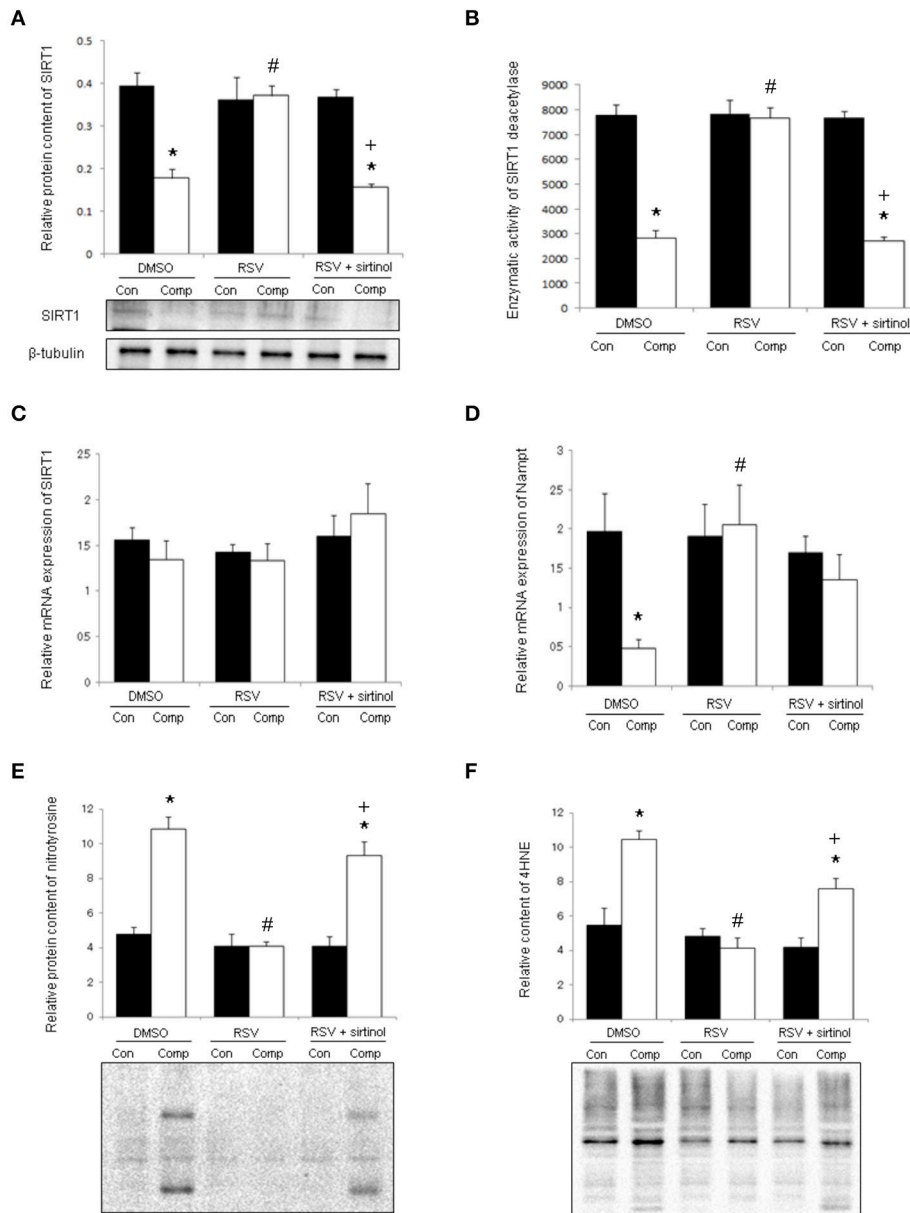 A
Relative protein content of SIRT1
0.5
0.4
0.3
0.2
0.1
0
*
#
+
*
DMSO RSV RSV + sirtinol
Con Comp Con Comp Con Comp
SIRT1
β-tubulin
B
Enzymatic activity of SIRT1 deacetylase
9000
8000
7000
6000
5000
4000
3000
2000
1000
0
*
#
+
*
DMSO RSV RSV + sirtinol
Con Comp Con Comp Con Comp
C
Relative mRNA expression of SIRT1
25
2
15
1
05
0
DMSO RSV RSV + sirtinol
Con Comp Con Comp Con Comp
D
Relative mRNA expression of Nampt
3
25
2
15
1
05
0
*
#
DMSO RSV RSV + sirtinol
Con Comp Con Comp Con Comp
E
Relative protein content of nitrotyrosine
12
10
8
6
4
2
0
*
#
+
*
DMSO RSV RSV + sirtinol
Con Comp Con Comp Con Comp
F
Relative content of 4HNE
12
10
8
6
4
2
0
*
#
+
*
DMSO RSV RSV + sirtinol
Con Comp Con Comp Con Comp